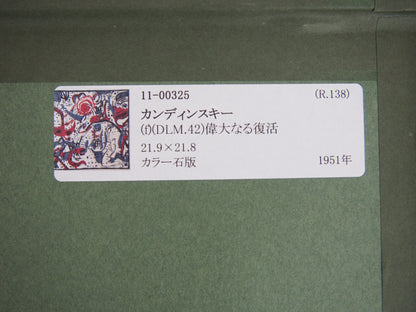 11-00325 (R.138)
カンディンスキー
(f)(DLM.42)偉大なる復活
21.9×21.8
カラー石版 1951年